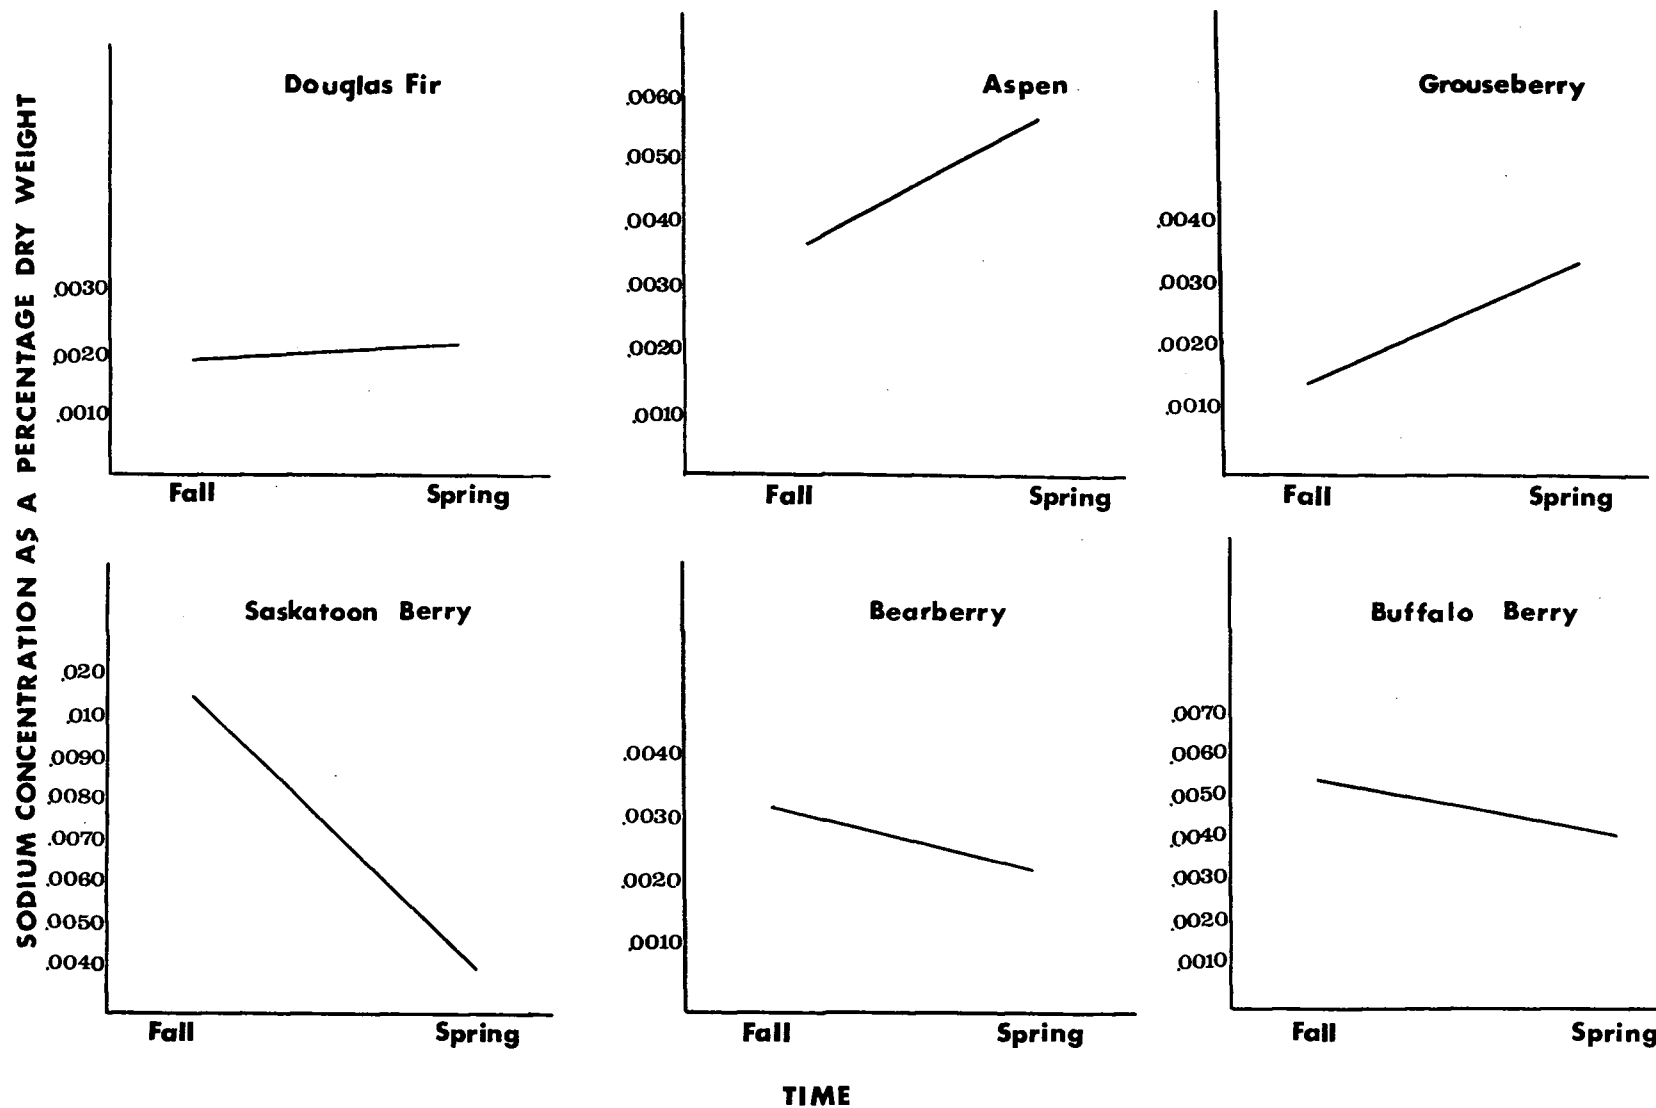 SODIUM CONCENTRATION AS A PERCENTAGE DRY WEIGHT
Douglas Fir
.0030
.0020
.0010
Fall Spring
Aspen
.0060
.0050
.0040
.0030
.0020
.0010
Fall Spring
Grouseberry
.0040
.0030
.0020
.0010
Fall Spring
Saskatoon Berry
.020
.010
.0090
.0080
.0070
.0060
.0050
.0040
Fall Spring
Bearberry
.0040
.0030
.0020
.0010
Fall Spring
Buffalo Berry
.0070
.0060
.0050
.0040
.0030
.0020
.0010
Fall Spring
TIME